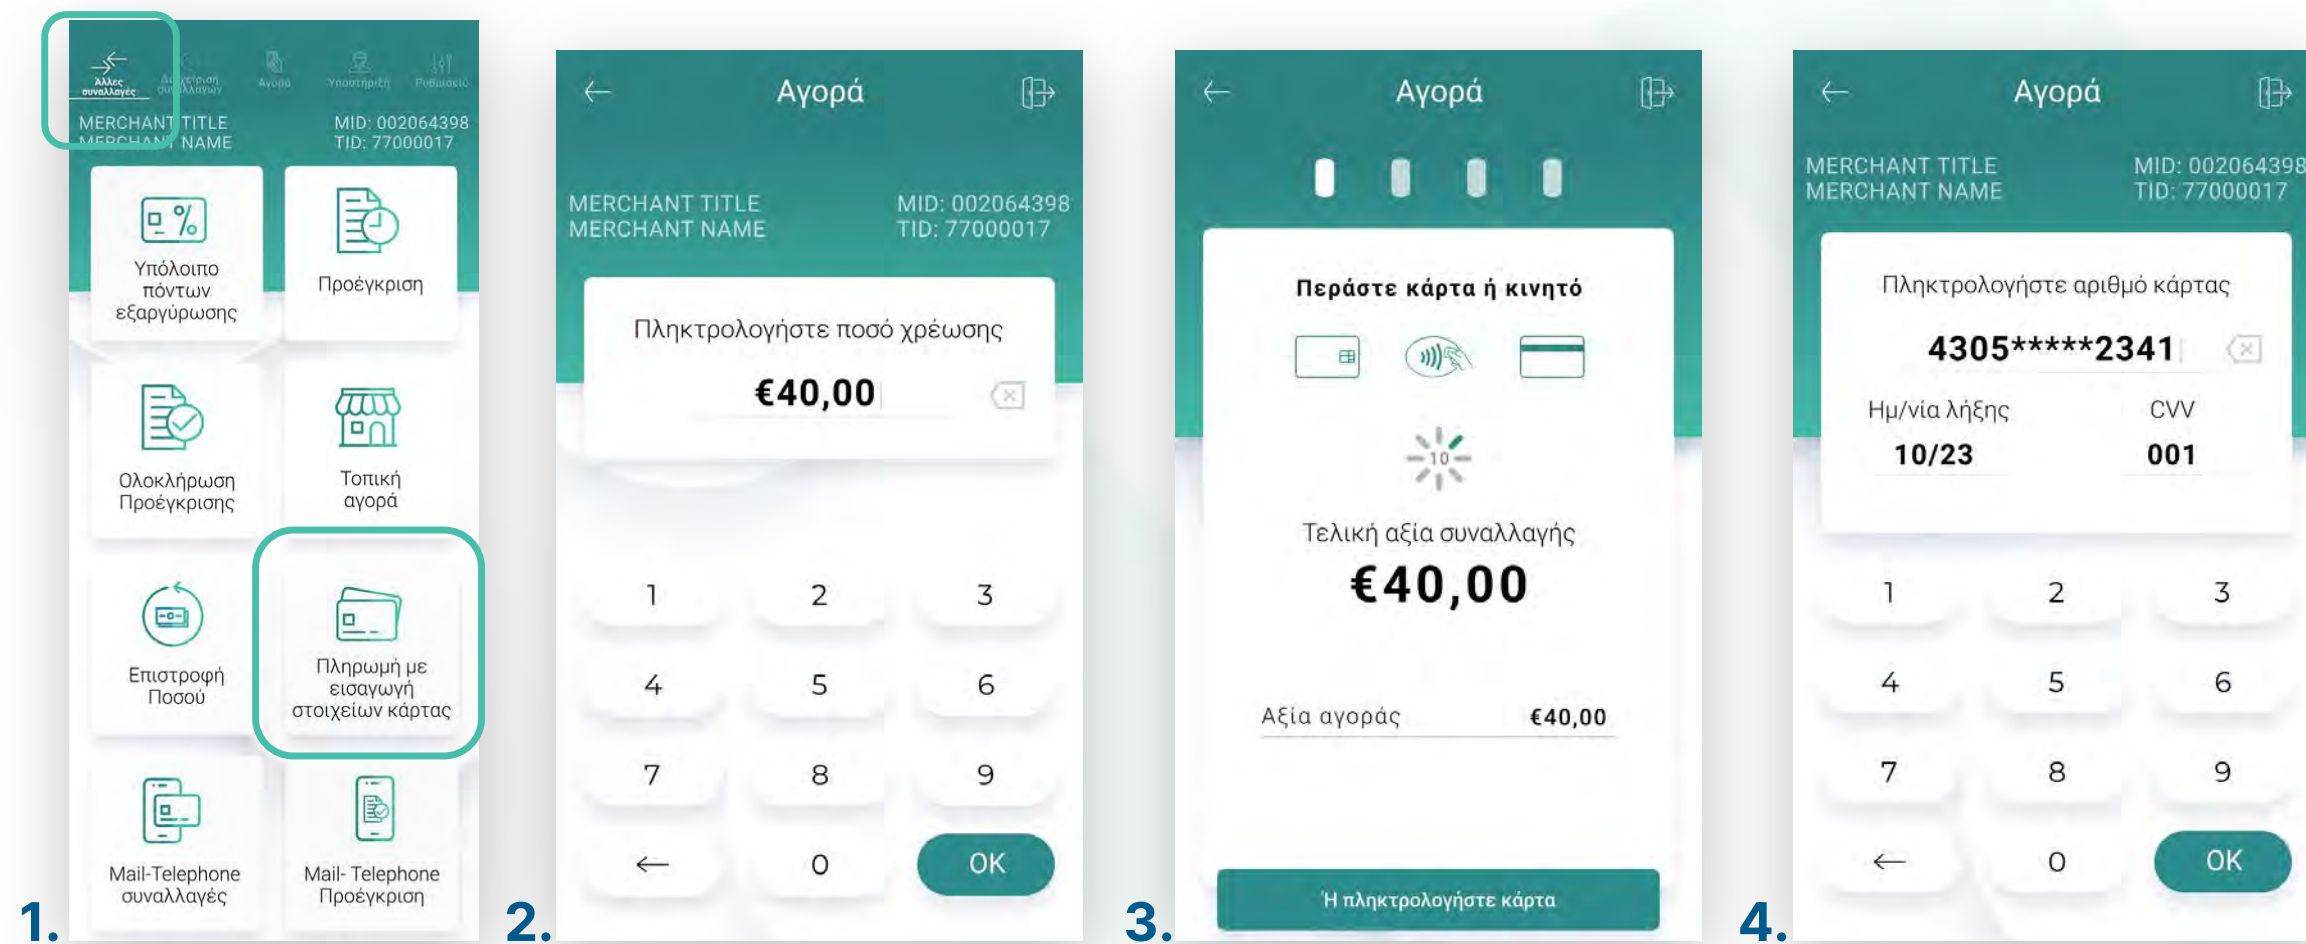 Άλλες
συναλλαγές
Διαχείριση
συναλλαγών
Αγορά
Υποστήριξη
Ρυθμίσεις
MERCHANT TITLE
MERCHANT NAME
MID: 002064398
TID: 77000017
Υπόλοιπο
πόντων
εξαργύρωσης
Προέγκριση
Ολοκλήρωση
Προέγκρισης
Τοπική
αγορά
Επιστροφή
Ποσού
Πληρωμή με
εισαγωγή
στοιχείων κάρτας
Mail-Telephone
συναλλαγές
Mail- Telephone
Προέγκριση
1.
Αγορά
MERCHANT TITLE
MERCHANT NAME
MID: 002064398
TID: 77000017
Πληκτρολογήστε ποσό χρέωσης
€40,00
1 2 3
4 5 6
7 8 9
0 OK
2.
Αγορά
Περάστε κάρτα ή κινητό
10
Τελική αξία συναλλαγής
€40,00
Αξία αγοράς €40,00
Ή πληκτρολογήστε κάρτα
3.
Αγορά
MERCHANT TITLE
MERCHANT NAME
MID: 002064398
TID: 77000017
Πληκτρολογήστε αριθμό κάρτας
4305*****2341
Ημ/νία λήξης CVV
10/23 001
1 2 3
4 5 6
7 8 9
0 OK
4.